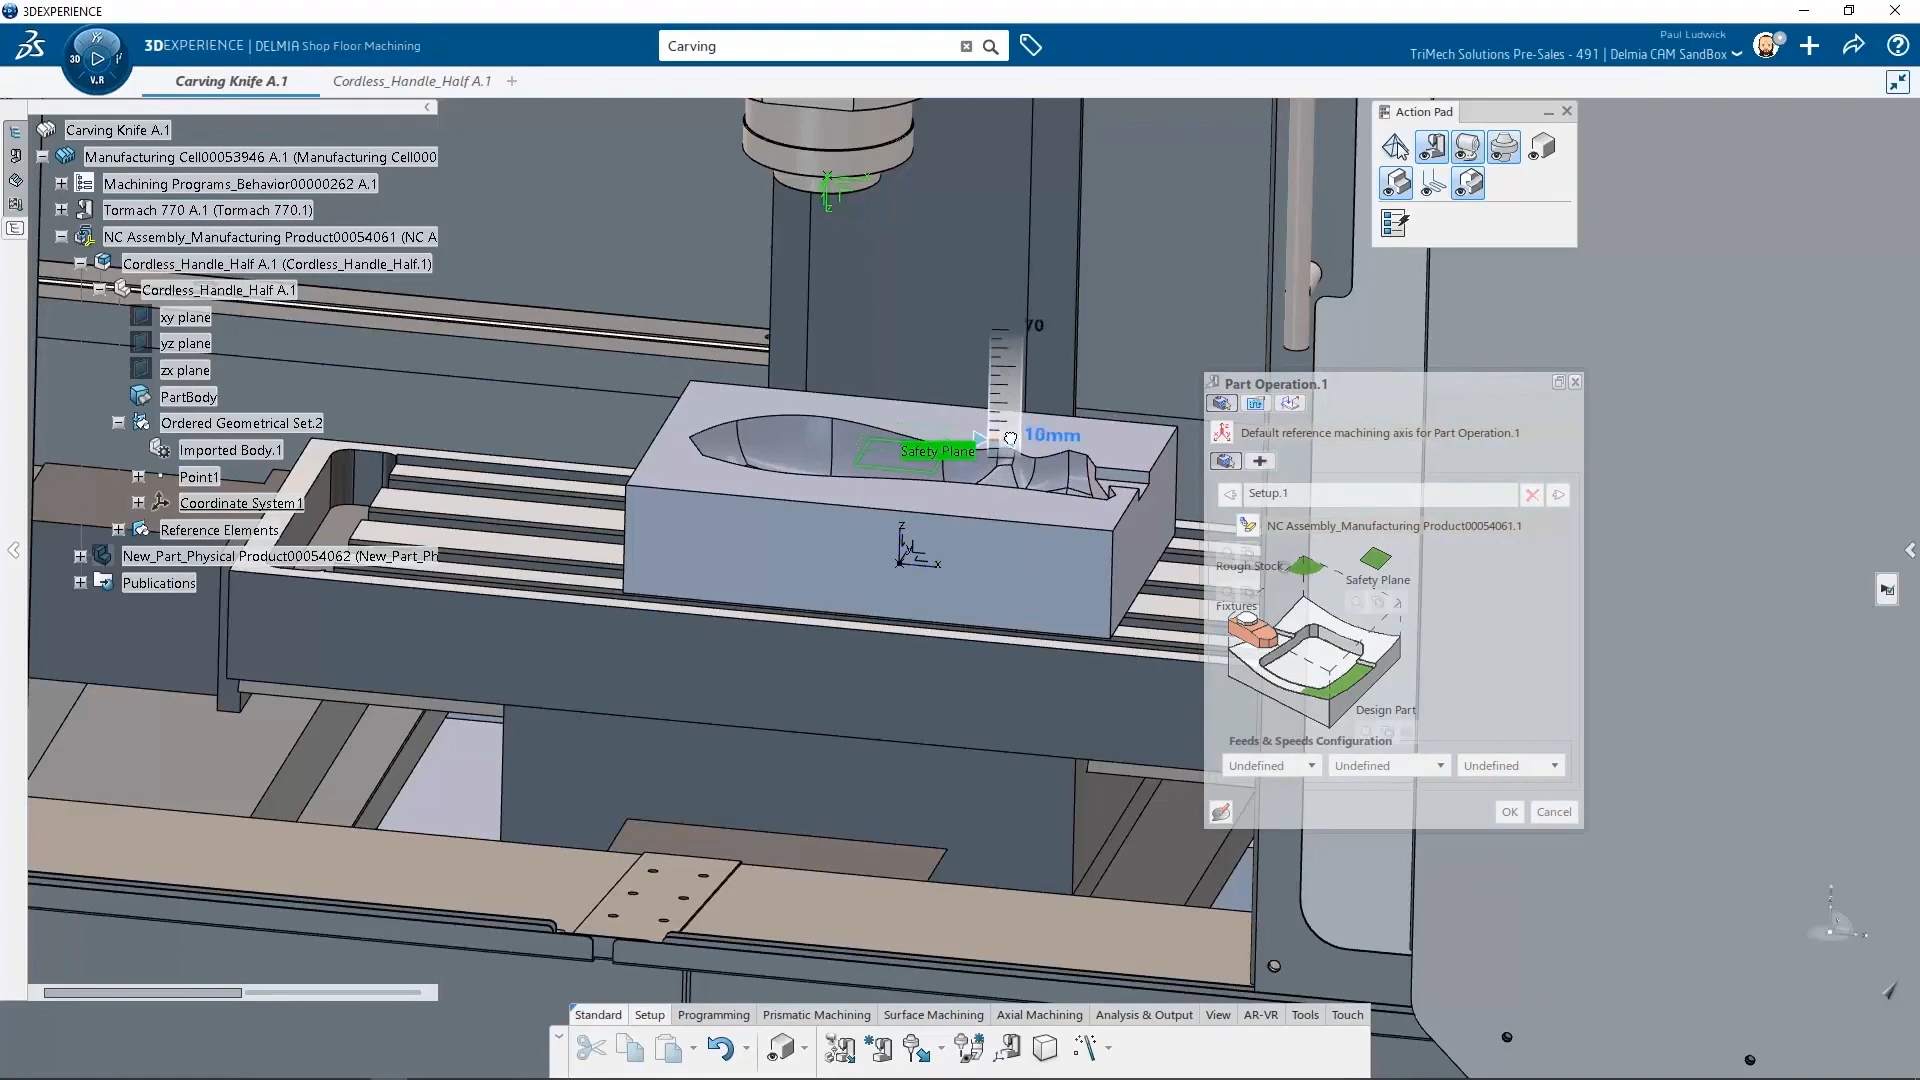 3DEXPERIENCE
3DEXPERIENCE | DELMIA Shop Floor Machining
3D
V.R
Carving
Paul Ludwick
TriMech Solutions Pre-Sales - 491 | Delmia CAM SandBox
Carving Knife A.1
Cordless_Handle_Half A.1
Action Pad
Carving Knife A.1
Manufacturing Cell00053946 A.1 (Manufacturing Cell000
Machining Programs_Behavior00000262 A.1
Tormach 770 A.1 (Tormach 770.1)
NC Assembly_Manufacturing Product00054061 (NC A
Cordless_Handle_Half A.1 (Cordless_Handle_Half.1)
Cordless_Handle_Half A.1
xy plane
yz plane
zx plane
PartBody
Ordered Geometrical Set.2
Imported Body.1
Point1
Coordinate System1
Reference Elements
New_Part_Physical Product00054062 (New_Part_Ph
Publications
z
70
10mm
Safety Plane
z
y
x
Part Operation.1
Default reference machining axis for Part Operation.1
Setup.1
NC Assembly_Manufacturing Product00054061.1
Rough Stock
Safety Plane
Fixtures
Design Part
Feeds & Speeds Configuration
Undefined
Undefined
Undefined
OK
Cancel
Standard
Setup
Programming
Prismatic Machining
Surface Machining
Axial Machining
Analysis & Output
View
AR-VR
Tools
Touch